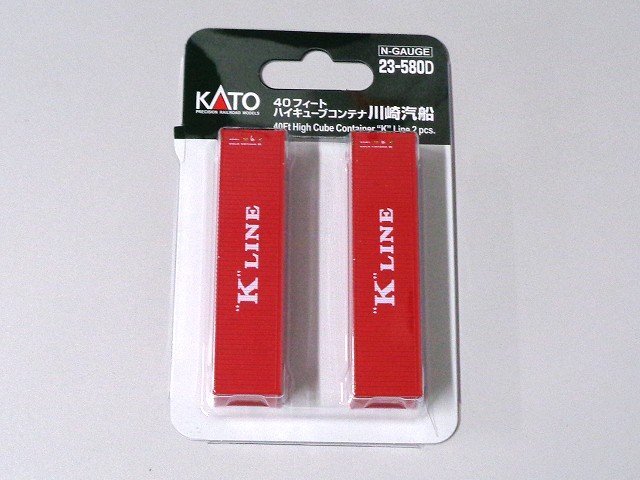 N-GAUGE
23-580D
KATO
PRECISION RAILROAD MODELS
40フィート
ハイキューブコンテナ 川崎汽船
40Ft High Cube Container "K" Line 2 pcs.
"K" LINE
"K" LINE